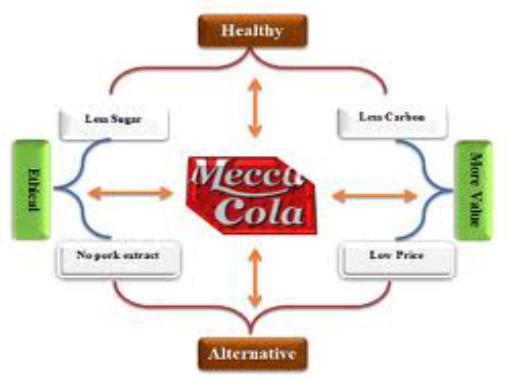 Healthy
Less Sugar
Less Carbon
Ethical
Mecca
Cola
More Value
No pork extract
Low Price
Alternative